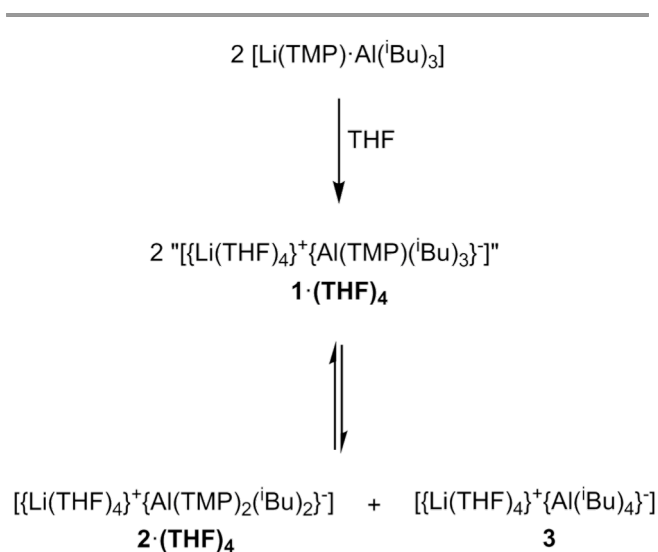 2 [Li(TMP)·Al(ⁱBu)₃]
THF
2 "[{Li(THF)₄}⁺{Al(TMP)(ⁱBu)₃}⁻]"
1·(THF)₄
[{Li(THF)₄}⁺{Al(TMP)₂(ⁱBu)₂}⁻] + [{Li(THF)₄}⁺{Al(ⁱBu)₄}⁻]
2·(THF)₄ 3